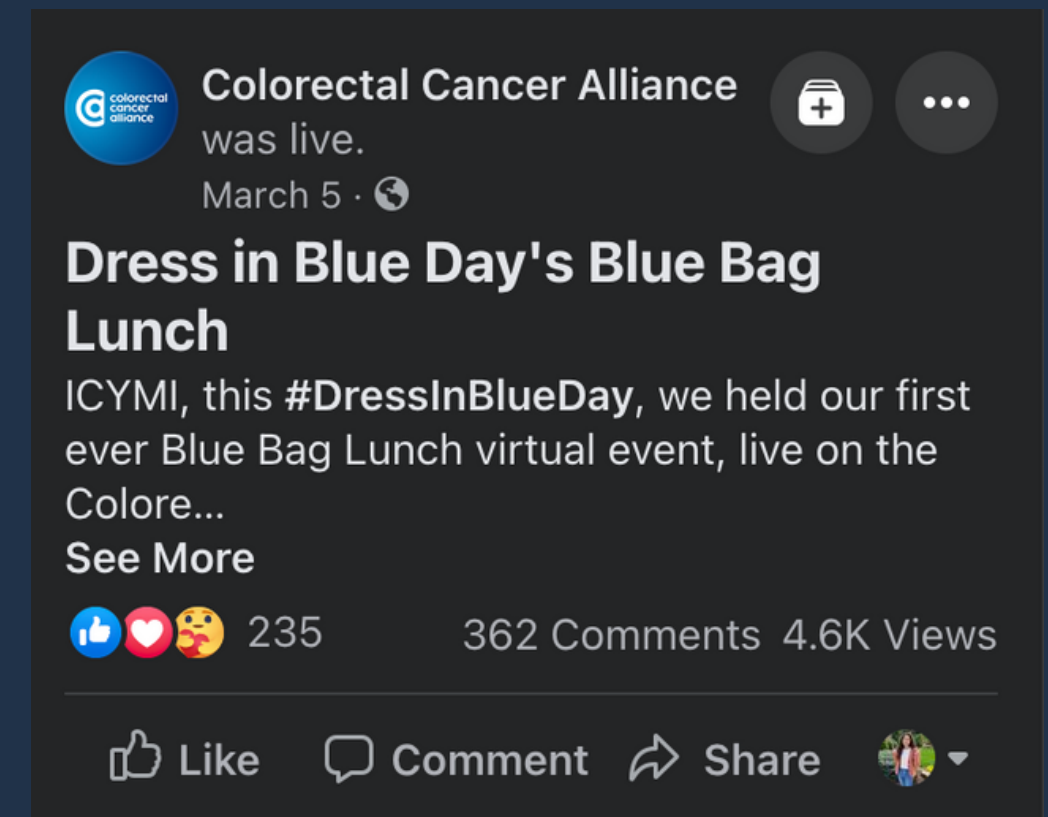 colorectal
cancer
alliance
Colorectal Cancer Alliance
was live.
March 5 ·
Dress in Blue Day's Blue Bag
Lunch
ICYMI, this #DressInBlueDay, we held our first
ever Blue Bag Lunch virtual event, live on the
Colore...
See More
235 362 Comments 4.6K Views
Like Comment Share